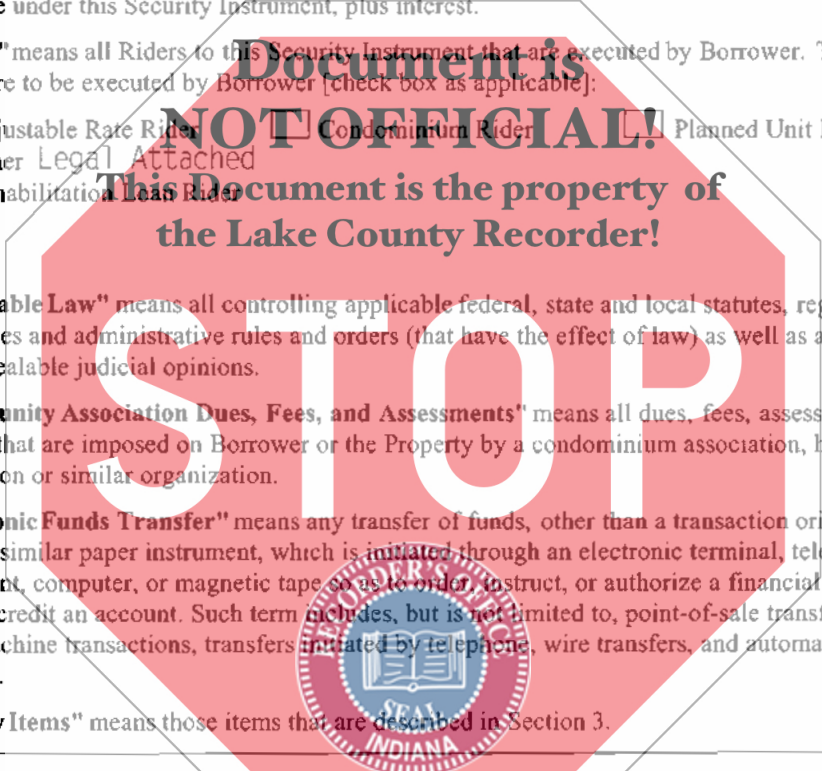 e under this Security Instrument, plus interest.
" means all Riders to this Security Instrument that are executed by Borrower. T
re to be executed by Borrower [check box as applicable]:
justable Rate Rider Condominium Rider Planned Unit
er Legal Attached
abilitation Loan Rider
Document is
NOT OFFICIAL!
This Document is the property of
the Lake County Recorder!
STOP
able Law" means all controlling applicable federal, state and local statutes, reg
es and administrative rules and orders (that have the effect of law) as well as a
ealable judicial opinions.
unity Association Dues, Fees, and Assessments" means all dues, fees, assess
that are imposed on Borrower or the Property by a condominium association, h
on or similar organization.
onic Funds Transfer" means any transfer of funds, other than a transaction ori
similar paper instrument, which is initiated through an electronic terminal, tele
nt, computer, or magnetic tape so as to order, instruct, or authorize a financial
credit an account. Such term includes, but is not limited to, point-of-sale transf
chine transactions, transfers initiated by telephone, wire transfers, and automa
y Items" means those items that are described in Section 3.
RECORDER'S OFFICE
SEAL
INDIANA